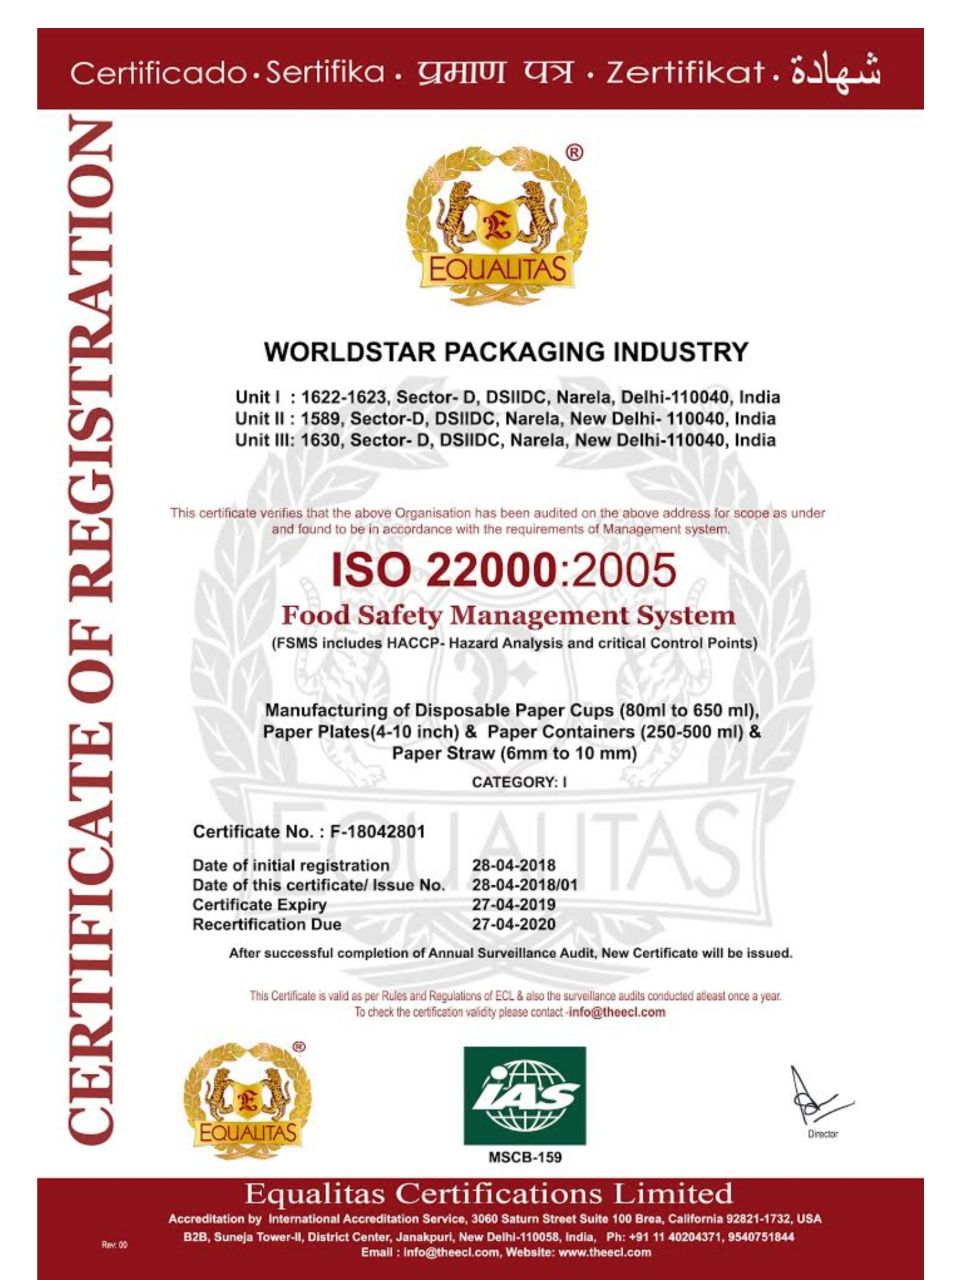 Certificado · Sertifika · प्रमाण पत्र · Zertifikat · شهادة
CERTIFICATE OF REGISTRATION
®
E
EQUALITAS
WORLDSTAR PACKAGING INDUSTRY
Unit I : 1622-1623, Sector- D, DSIIDC, Narela, Delhi-110040, India
Unit II : 1589, Sector-D, DSIIDC, Narela, New Delhi- 110040, India
Unit III: 1630, Sector- D, DSIIDC, Narela, New Delhi-110040, India
This certificate verifies that the above Organisation has been audited on the above address for scope as under
and found to be in accordance with the requirements of Management system.
ISO 22000:2005
Food Safety Management System
(FSMS includes HACCP- Hazard Analysis and critical Control Points)
Manufacturing of Disposable Paper Cups (80ml to 650 ml),
Paper Plates(4-10 inch) & Paper Containers (250-500 ml) &
Paper Straw (6mm to 10 mm)
CATEGORY: I
EQUALITAS
Certificate No. : F-18042801
Date of initial registration 28-04-2018
Date of this certificate/ Issue No. 28-04-2018/01
Certificate Expiry 27-04-2019
Recertification Due 27-04-2020
After successful completion of Annual Surveillance Audit, New Certificate will be issued.
This Certificate is valid as per Rules and Regulations of ECL & also the surveillance audits conducted atleast once a year.
To check the certification validity please contact -info@theecl.com
®
E
EQUALITAS
IAS
MSCB-159
Director
Equalitas Certifications Limited
Accreditation by International Accreditation Service, 3060 Saturn Street Suite 100 Brea, California 92821-1732, USA
B2B, Suneja Tower-II, District Center, Janakpuri, New Delhi-110058, India, Ph: +91 11 40204371, 9540751844
Email : info@theecl.com, Website: www.theecl.com
Rev: 00